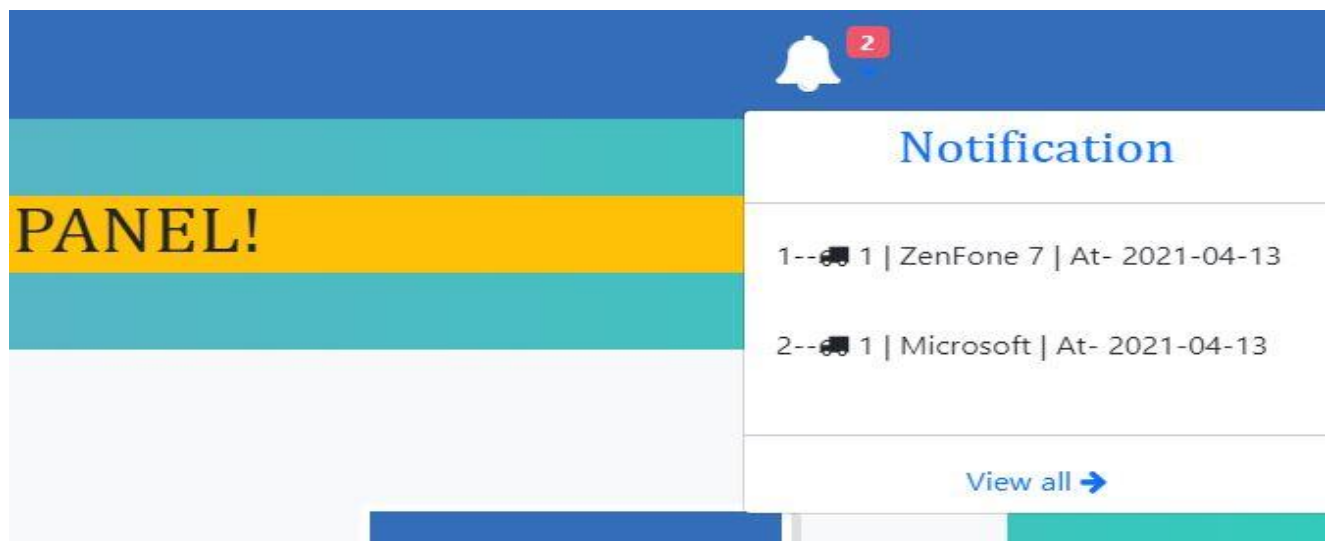 2
Notification
PANEL!
1-- 1 | ZenFone 7 | At- 2021-04-13
2-- 1 | Microsoft | At- 2021-04-13
View all